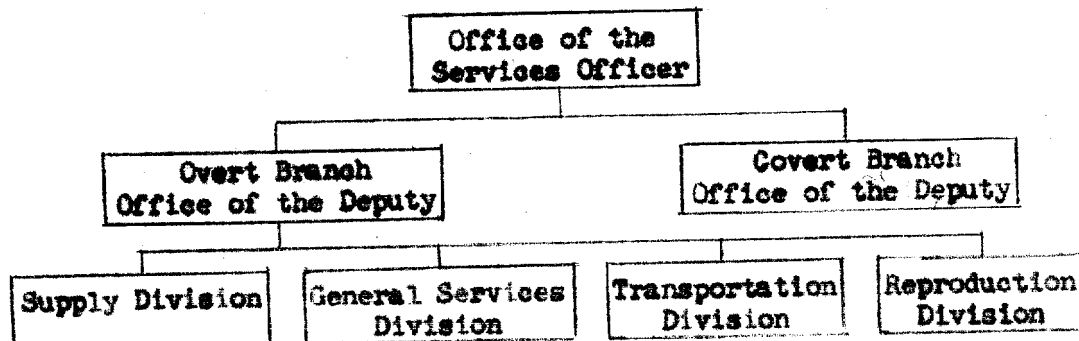 Office of the
Services Officer
Overt Branch
Office of the Deputy
Covert Branch
Office of the Deputy
Supply Division
General Services
Division
Transportation
Division
Reproduction
Division